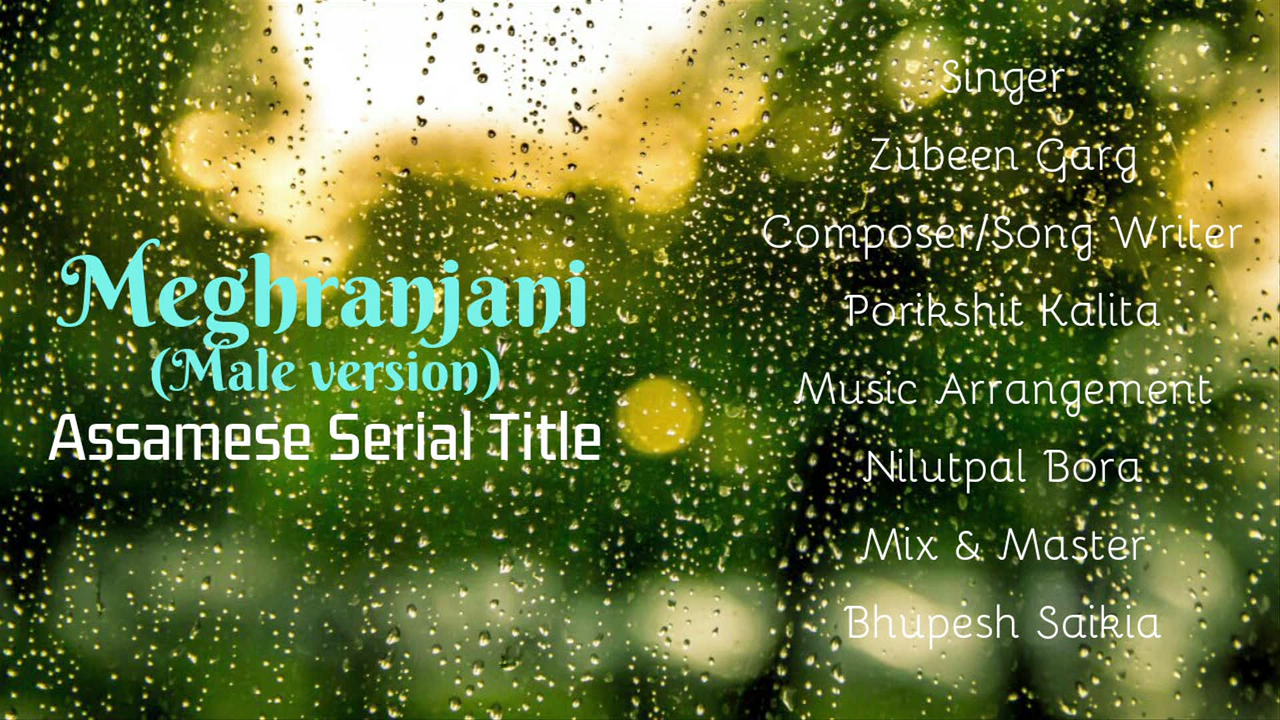 Meghranjani
(Male version)
Assamese Serial Title
Singer
Zubeen Garg
Composer/Song Writer
Porikshit Kalita
Music Arrangement
Nilutpal Bora
Mix & Master
Bhupesh Saikia